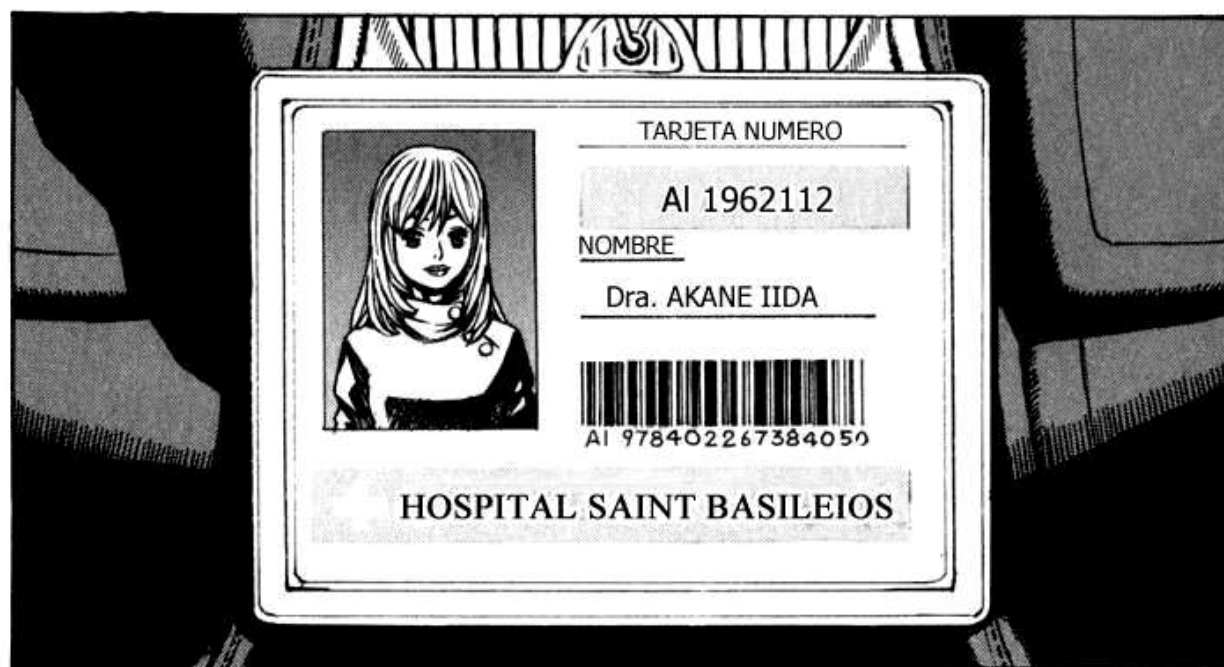 TARJETA NUMERO
AI 1962112
NOMBRE
Dra. AKANE IIDA
AI 978402267384050
HOSPITAL SAINT BASILEIOS